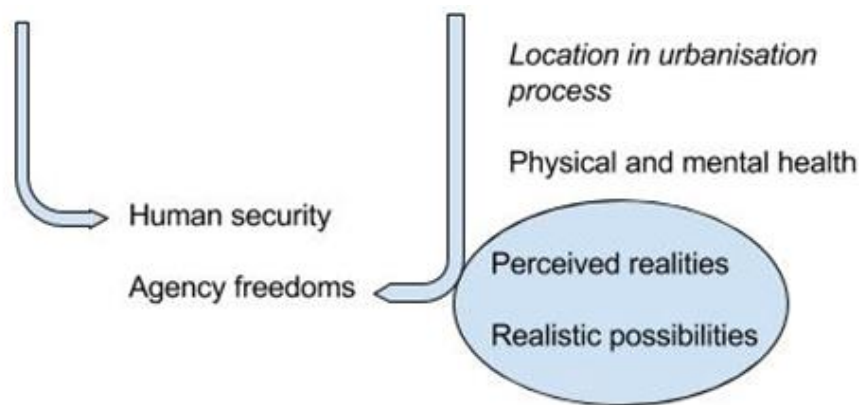 Location in urbanisation
process
Physical and mental health
Human security
Perceived realities
Agency freedoms
Realistic possibilities